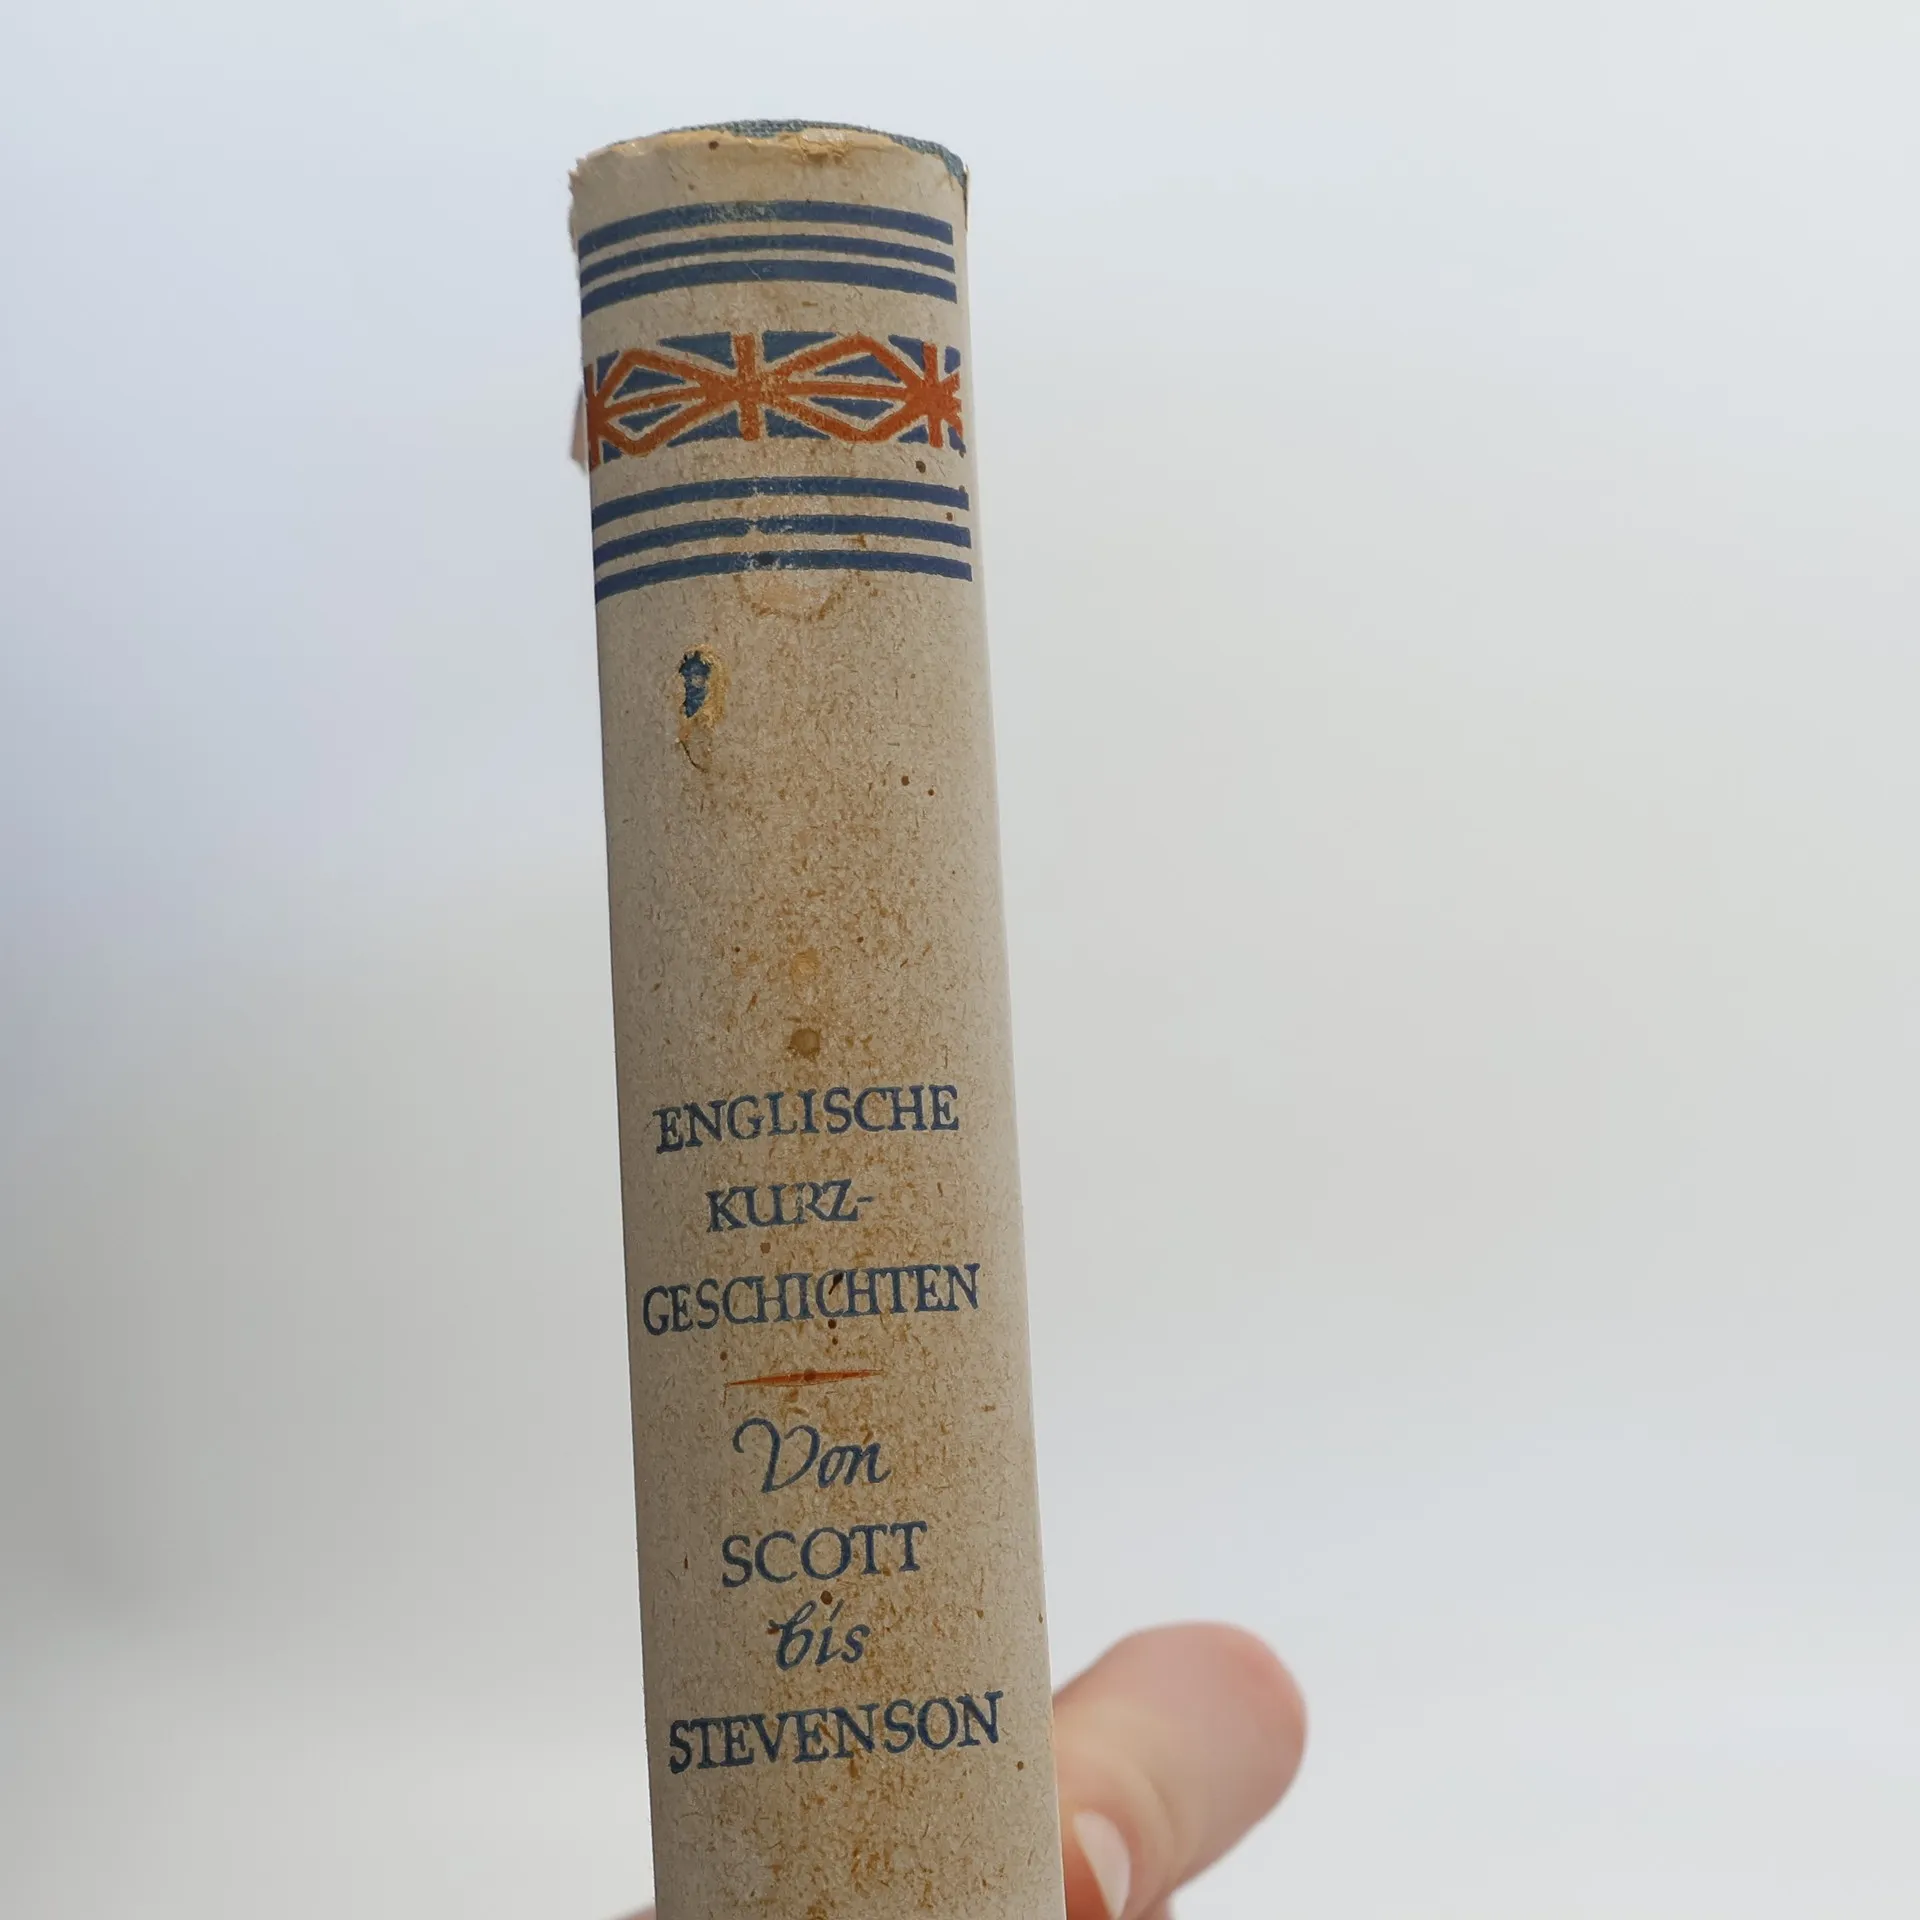 ENGLISCHE
KURZ-
GESCHICHTEN
Von
SCOTT
bis
STEVENSON